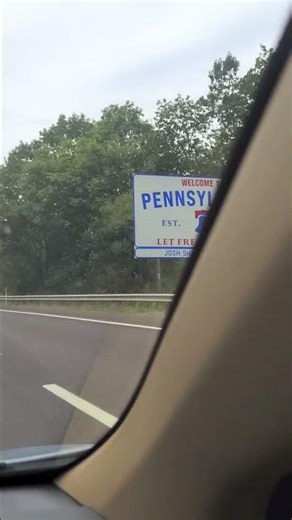 WELCOME T
PENNSYL
EST.
LET FRE
JOSH SH